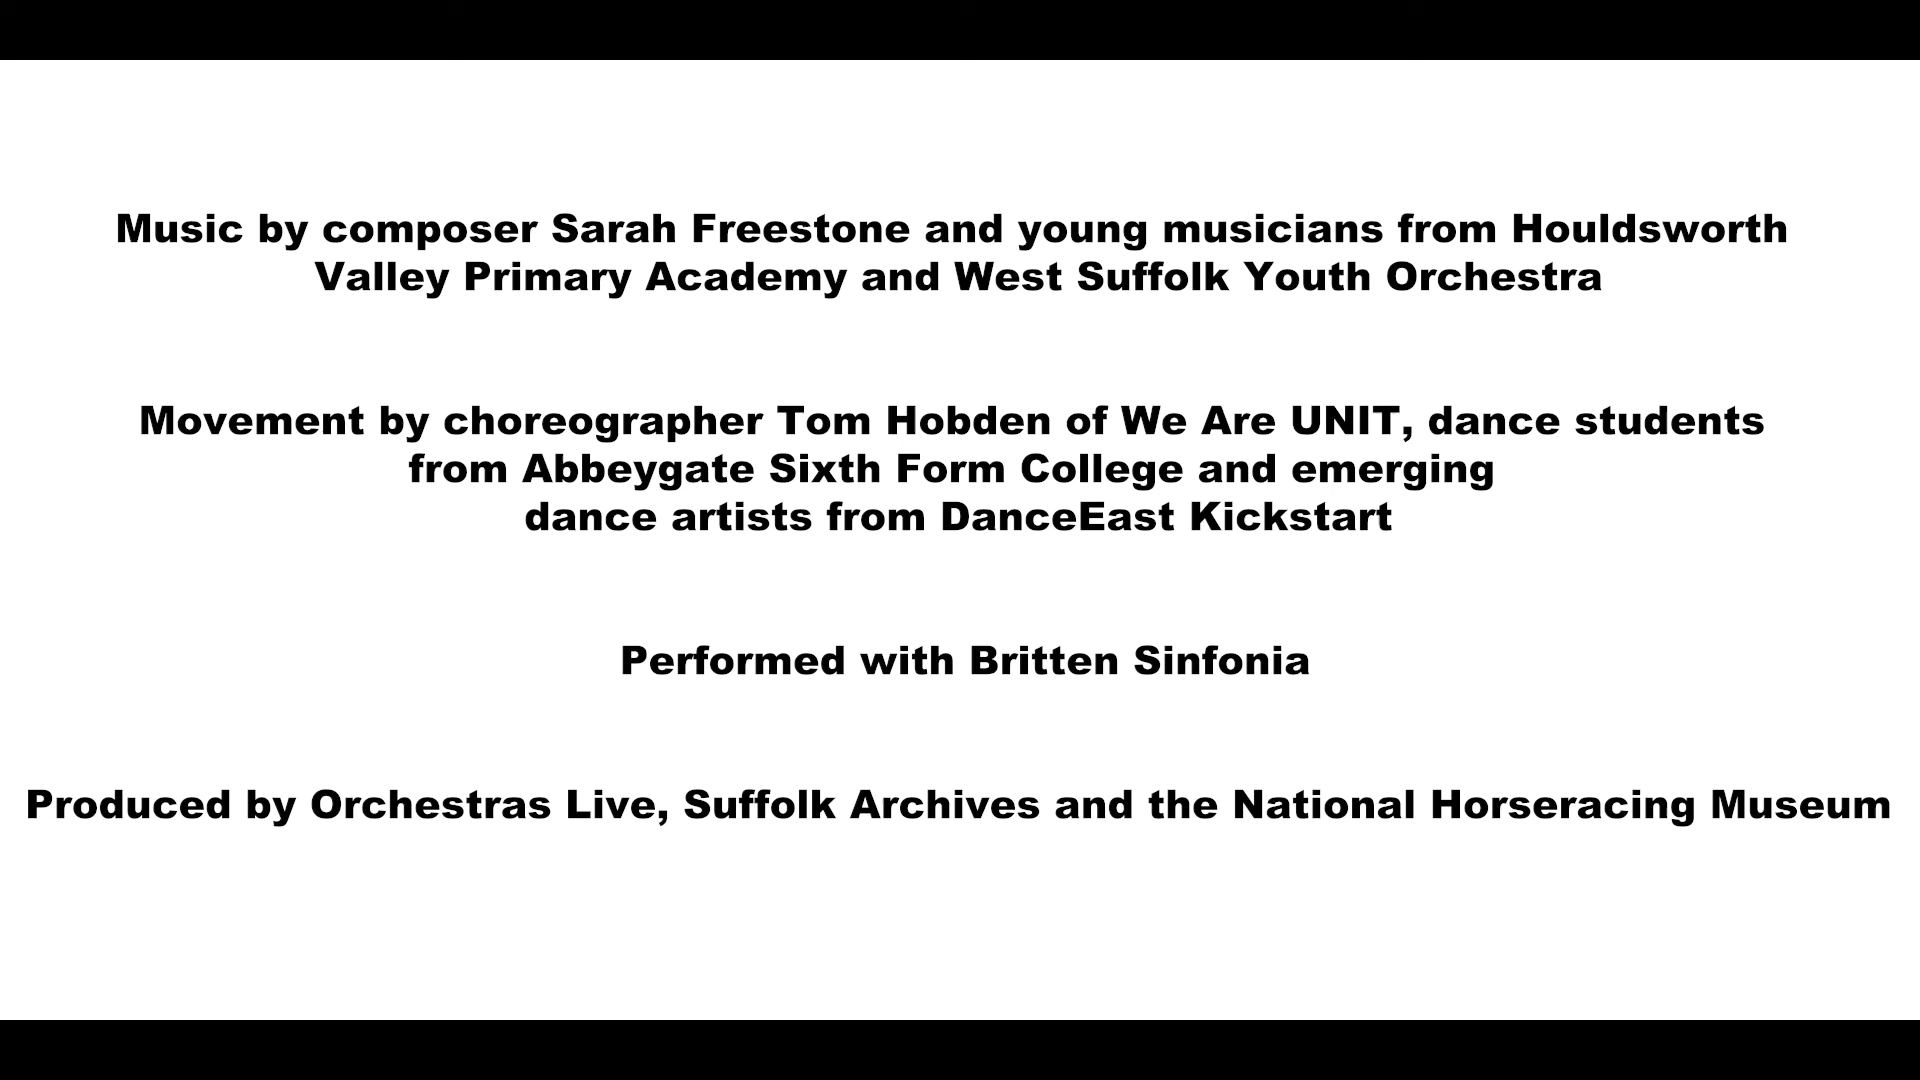 Music by composer Sarah Freestone and young musicians from Houldsworth
Valley Primary Academy and West Suffolk Youth Orchestra
Movement by choreographer Tom Hobden of We Are UNIT, dance students
from Abbeygate Sixth Form College and emerging
dance artists from DanceEast Kickstart
Performed with Britten Sinfonia
Produced by Orchestras Live, Suffolk Archives and the National Horseracing Museum